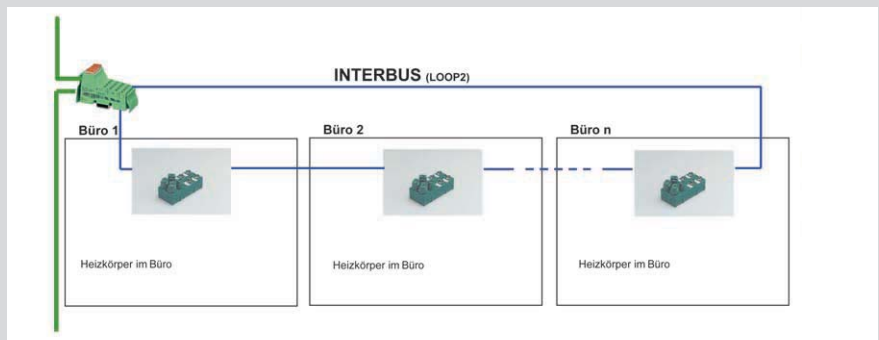 INTERBUS (LOOP2)
Büro 1
Büro 2
Büro n
Heizkörper im Büro
Heizkörper im Büro
Heizkörper im Büro